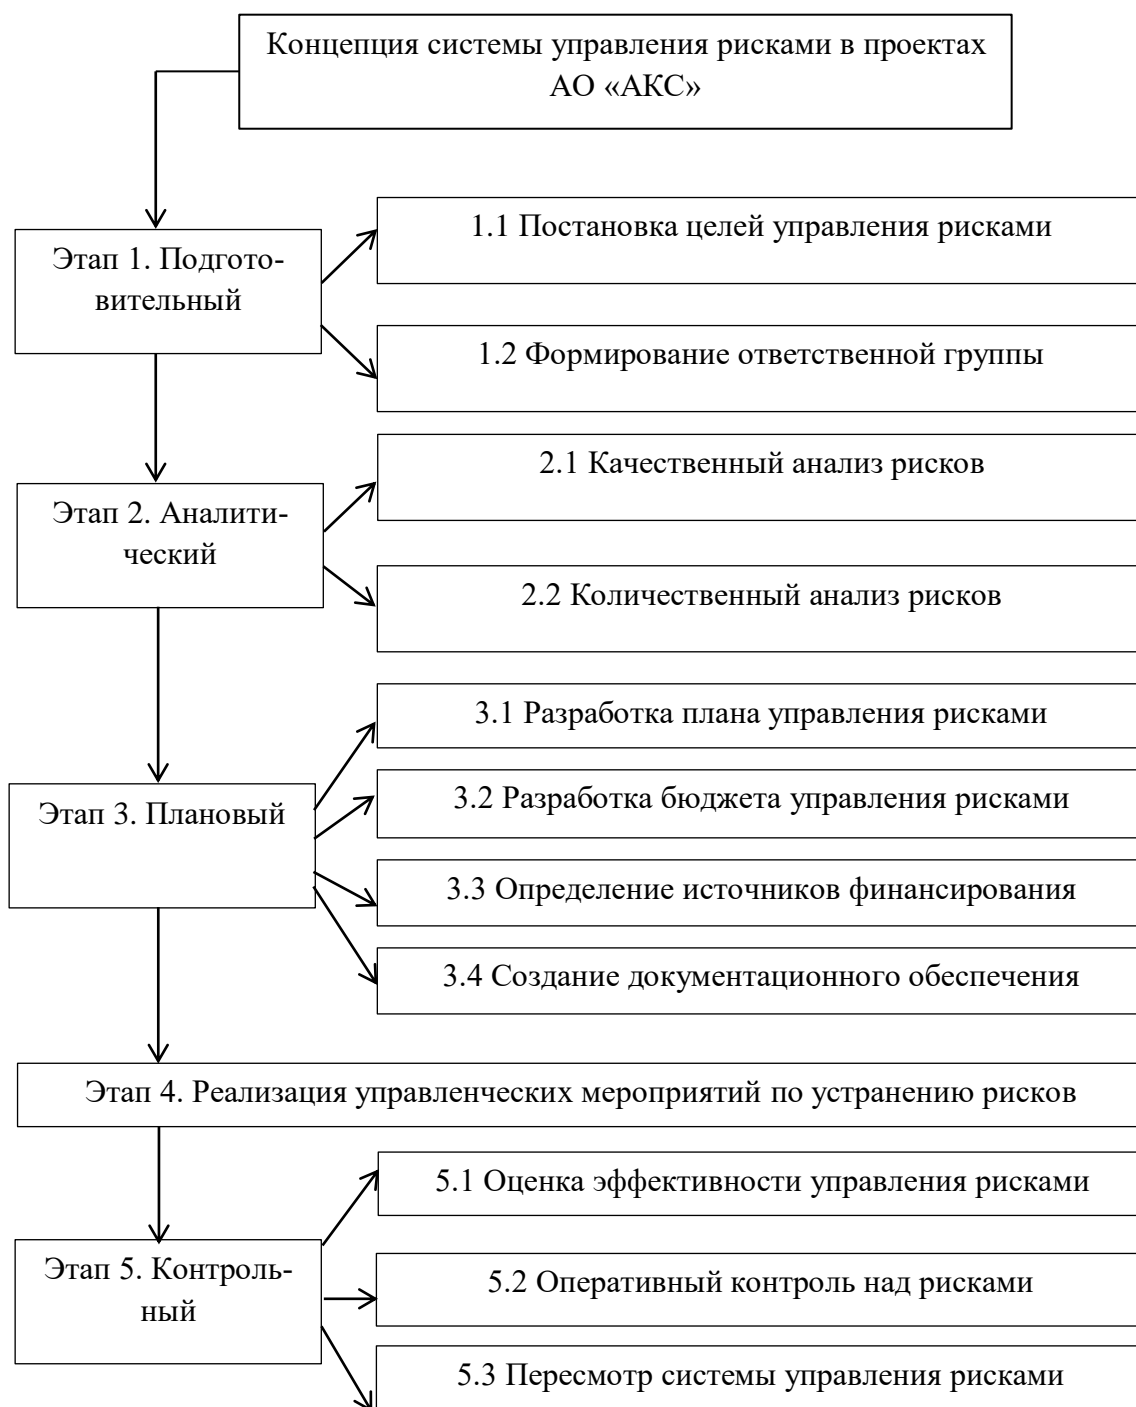 Концепция системы управления рисками в проектах
АО «АКС»
Этап 1. Подгото-
вительный
1.1 Постановка целей управления рисками
1.2 Формирование ответственной группы
Этап 2. Аналити-
ческий
2.1 Качественный анализ рисков
2.2 Количественный анализ рисков
Этап 3. Плановый
3.1 Разработка плана управления рисками
3.2 Разработка бюджета управления рисками
3.3 Определение источников финансирования
3.4 Создание документационного обеспечения
Этап 4. Реализация управленческих мероприятий по устранению рисков
Этап 5. Контроль-
ный
5.1 Оценка эффективности управления рисками
5.2 Оперативный контроль над рисками
5.3 Пересмотр системы управления рисками